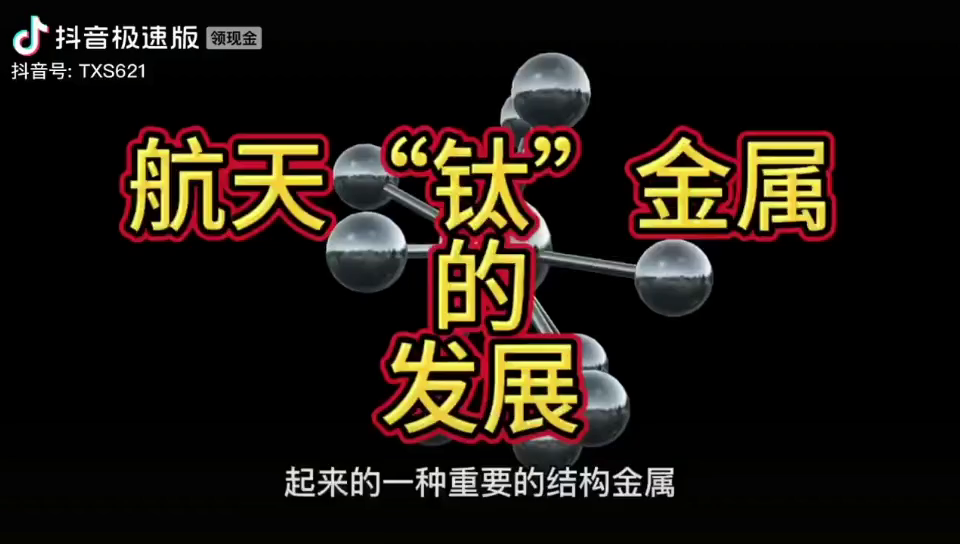 抖音极速版 领现金
抖音号: TXS621
航天“钛” 金属
的
发展
起来的一种重要的结构金属